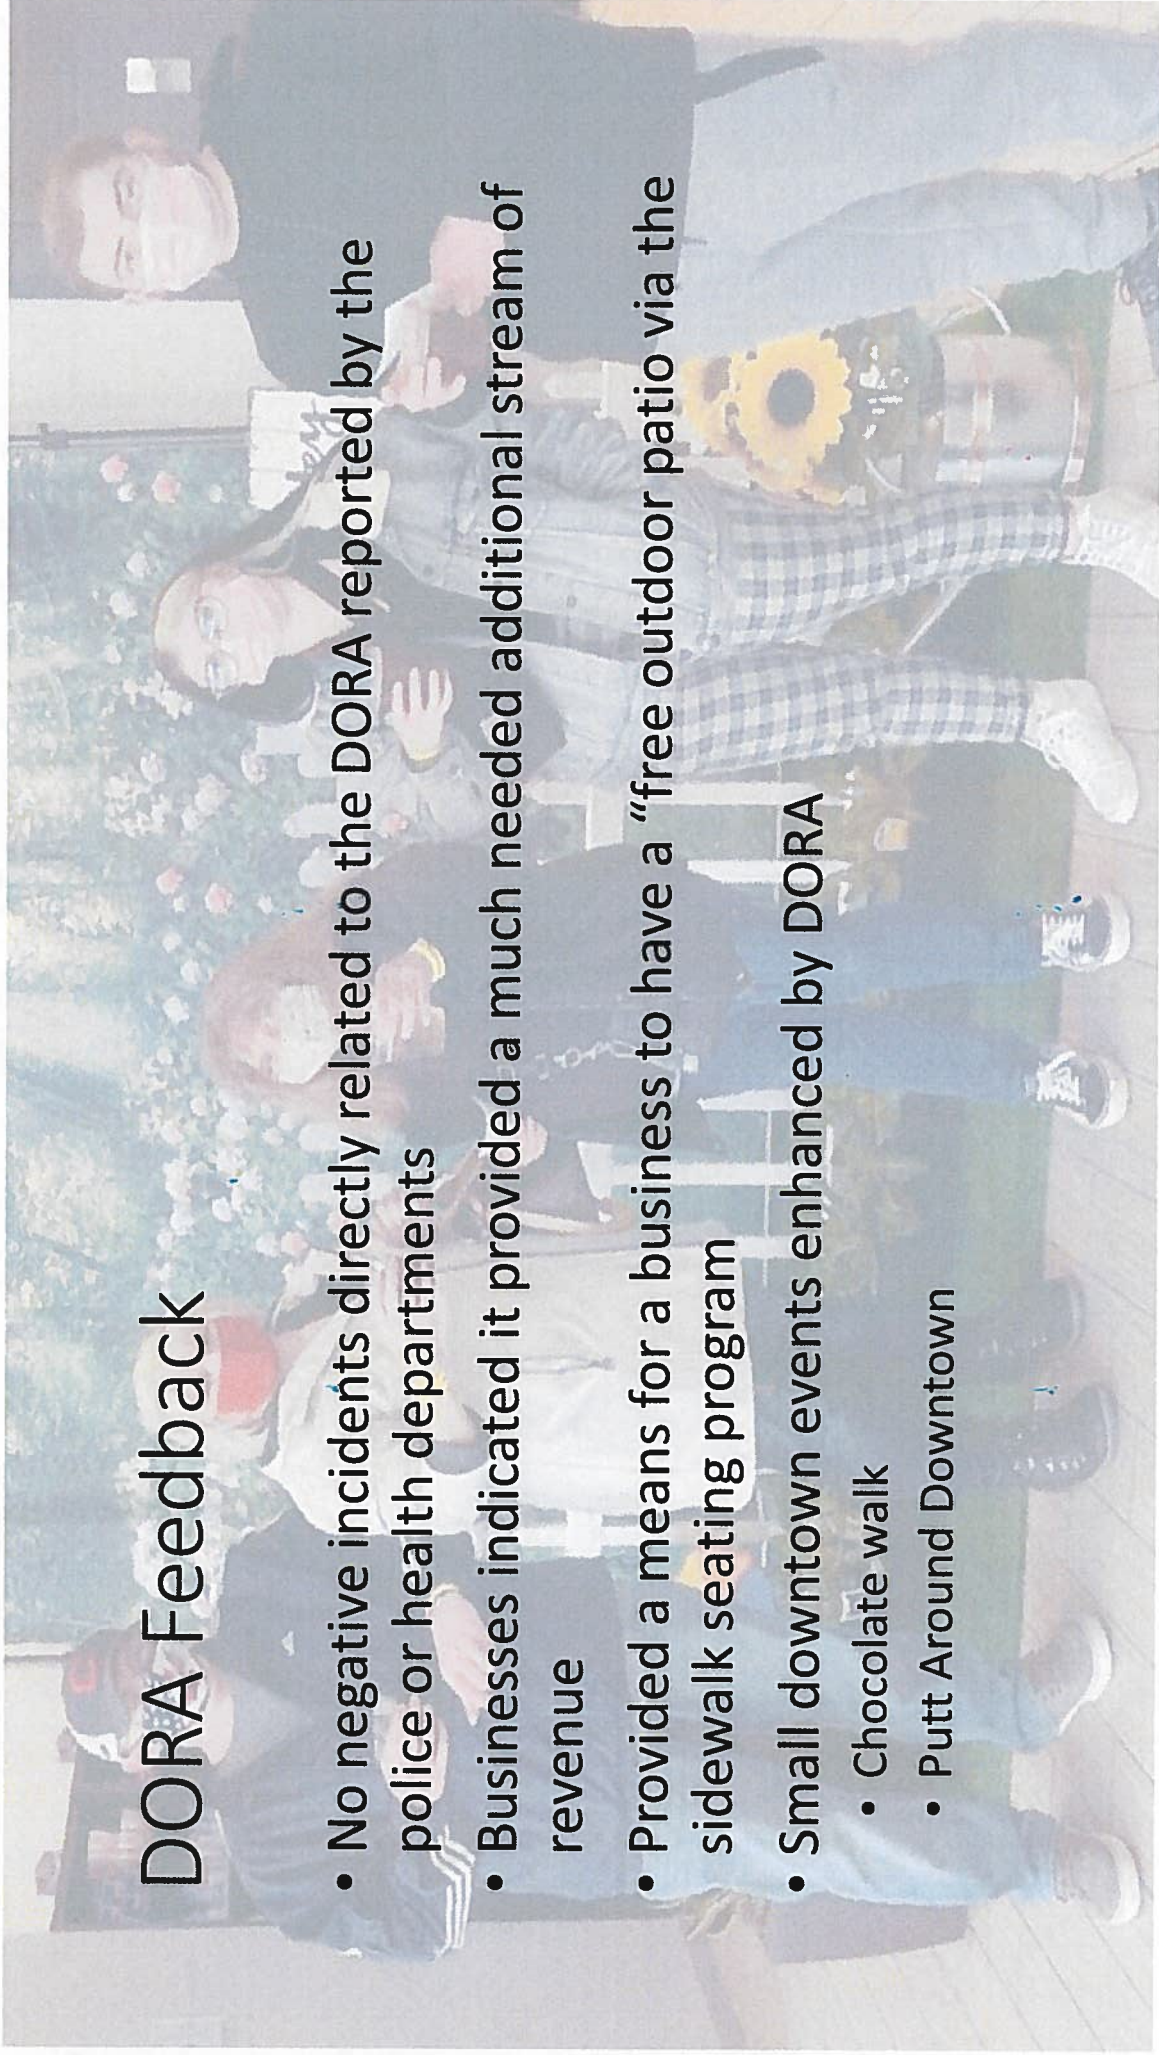 DORA Feedback
• No negative incidents directly related to the DORA reported by the
police or health departments
• Businesses indicated it provided a much needed additional stream of
revenue
• Provided a means for a business to have a “free outdoor patio via the
sidewalk seating program
• Small downtown events enhanced by DORA
• Chocolate walk
• Putt Around Downtown